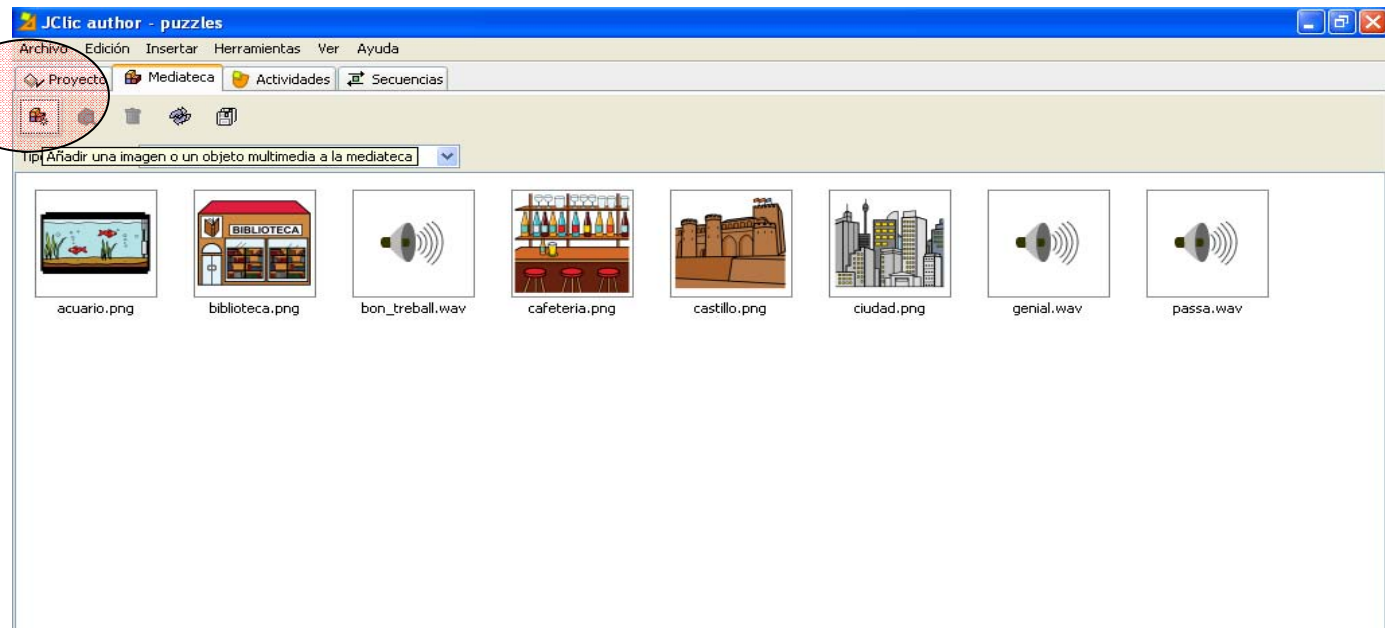 JClic author - puzzles
Archivo Edición Insertar Herramientas Ver Ayuda
Proyecto Mediateca Actividades Secuencias
Añadir una imagen o un objeto multimedia a la mediateca
BIBLIOTECA
acuario.png biblioteca.png bon_treball.wav cafeteria.png castillo.png ciudad.png genial.wav passa.wav